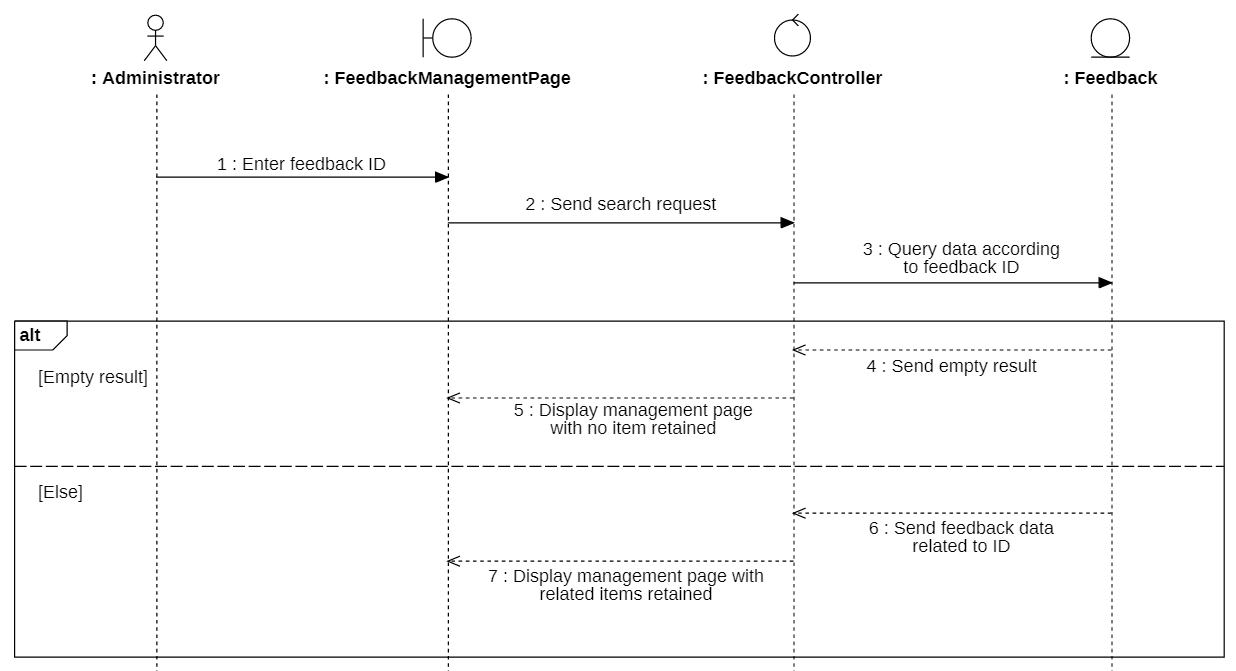 : Administrator
: FeedbackManagementPage
: FeedbackController
: Feedback
1 : Enter feedback ID
2 : Send search request
3 : Query data according
to feedback ID
alt
4 : Send empty result
[Empty result]
5 : Display management page
with no item retained
[Else]
6 : Send feedback data
related to ID
7 : Display management page with
related items retained